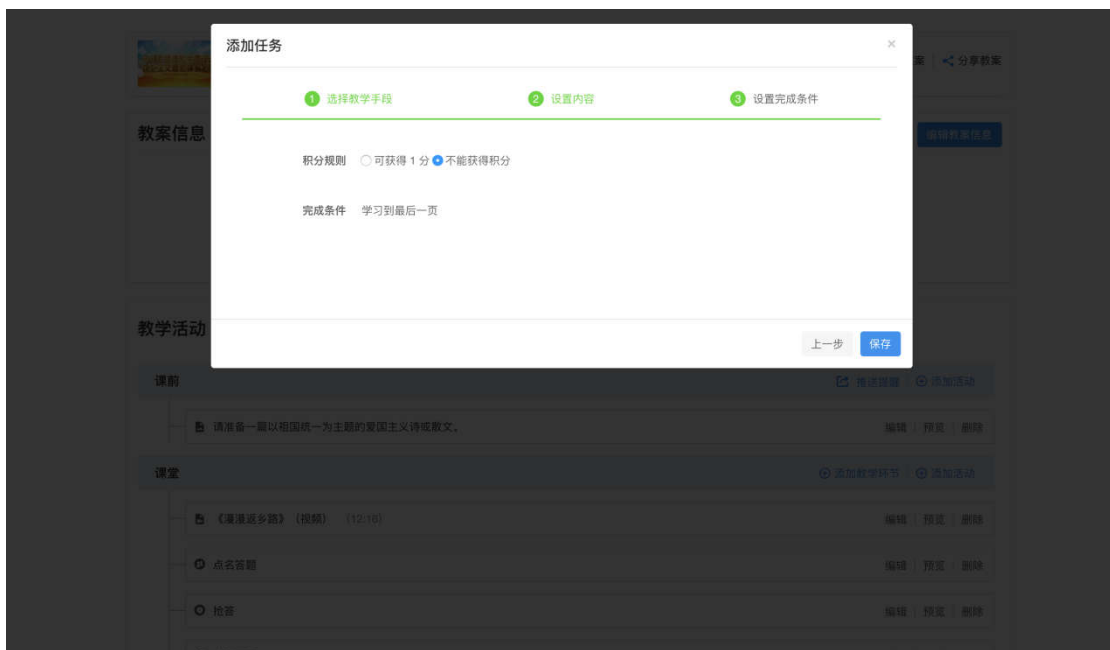 添加任务 ×
案 分享教案
1 选择教学手段 2 设置内容 3 设置完成条件
教案信息 编辑教案信息
积分规则 可获得 1 分 不能获得积分
完成条件 学习到最后一页
教学活动
上一步 保存
课前 推送提醒 添加活动
请准备一篇以祖国统一为主题的爱国主义诗或散文。 编辑 预览 删除
课堂 添加教学环节 添加活动
《漫漫返乡路》（视频） （12:16） 编辑 预览 删除
点名答题 编辑 预览 删除
抢答 编辑 预览 删除